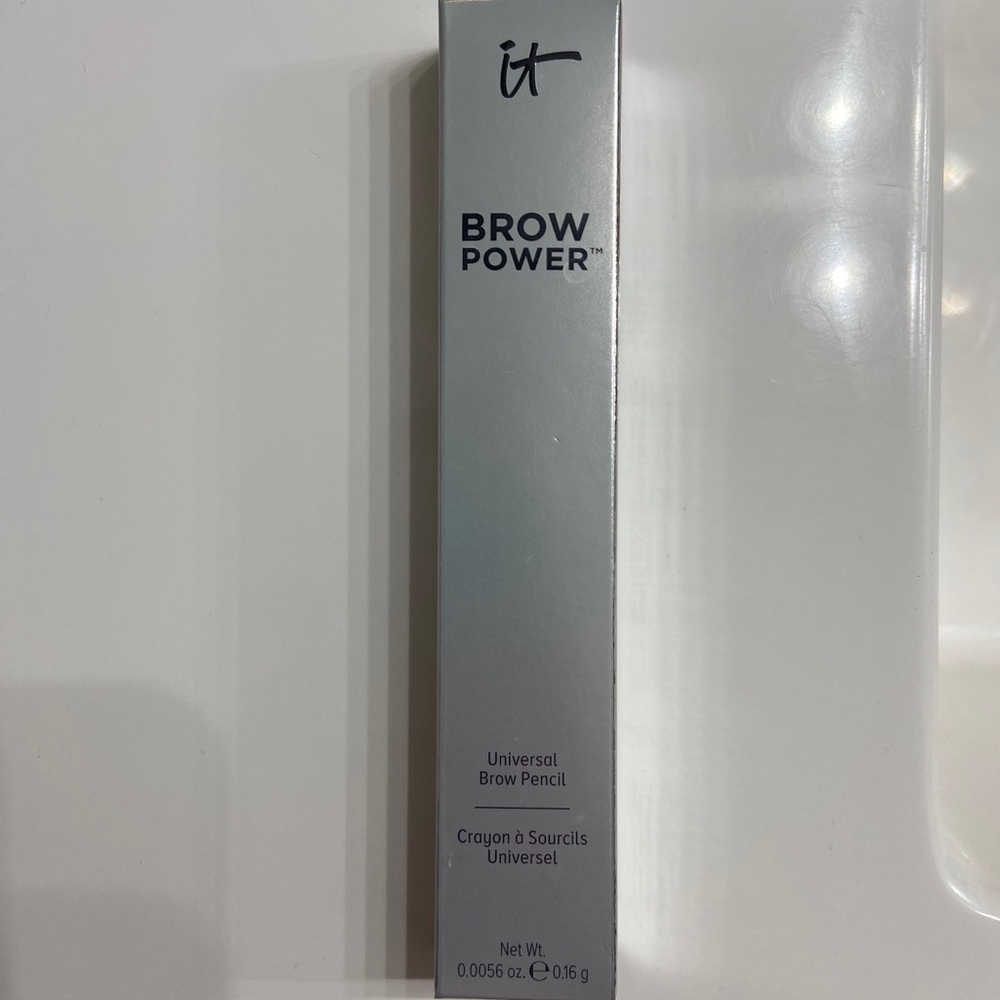 it
BROW
POWER™
Universal
Brow Pencil
Crayon à Sourcils
Universel
Net Wt.
0.0056 oz. ℮ 0.16 g